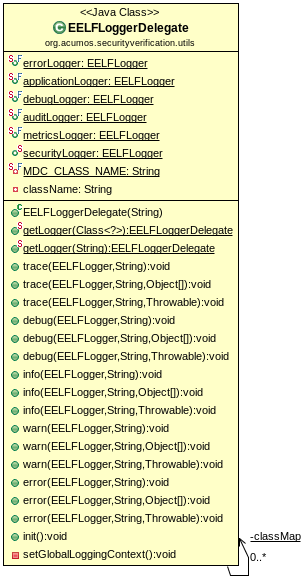 <<Java Class>>
EELFLoggerDelegate
org.acumos.securityverification.utils
errorLogger: EELFLogger
applicationLogger: EELFLogger
debugLogger: EELFLogger
auditLogger: EELFLogger
metricsLogger: EELFLogger
securityLogger: EELFLogger
MDC_CLASS_NAME: String
className: String
EELFLoggerDelegate(String)
getLogger(Class<?>):EELFLoggerDelegate
getLogger(String):EELFLoggerDelegate
trace(EELFLogger,String):void
trace(EELFLogger,String,Object[]):void
trace(EELFLogger,String,Throwable):void
debug(EELFLogger,String):void
debug(EELFLogger,String,Object[]):void
debug(EELFLogger,String,Throwable):void
info(EELFLogger,String):void
info(EELFLogger,String,Object[]):void
info(EELFLogger,String,Throwable):void
warn(EELFLogger,String):void
warn(EELFLogger,String,Object[]):void
warn(EELFLogger,String,Throwable):void
error(EELFLogger,String):void
error(EELFLogger,String,Object[]):void
error(EELFLogger,String,Throwable):void
init():void
setGlobalLoggingContext():void
-classMap
0..*